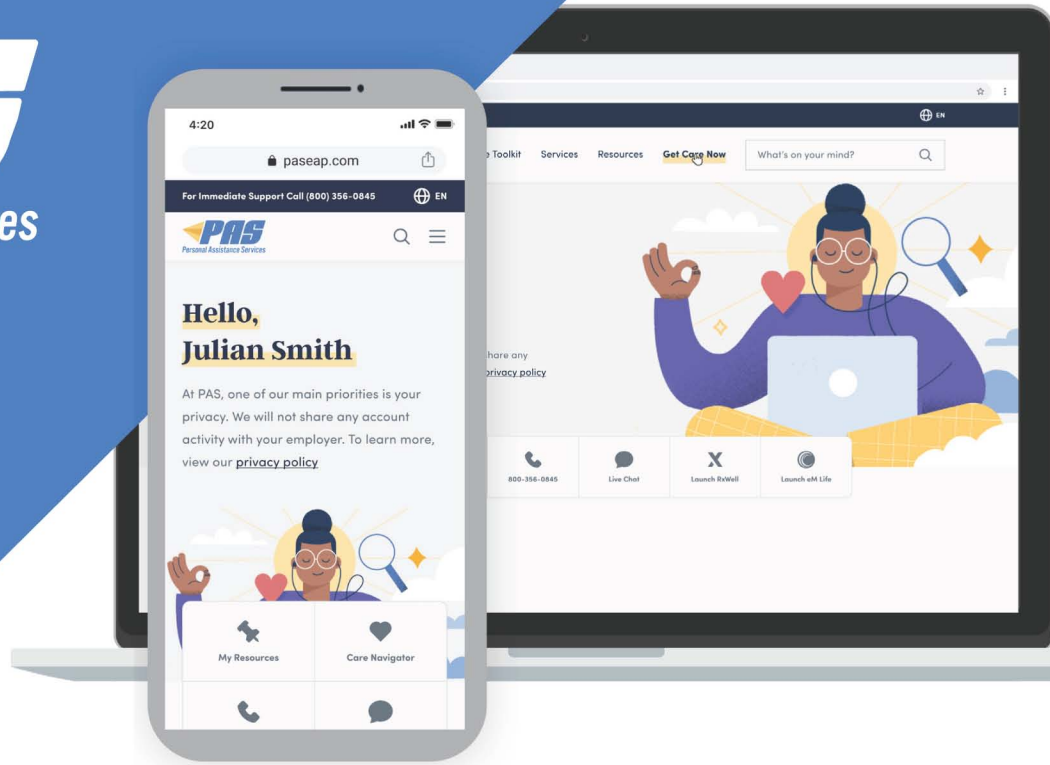 es
4:20
paseap.com
For Immediate Support Call (800) 356-0845
EN
PAS
Personal Assistance Services
Hello,
Julian Smith
At PAS, one of our main priorities is your
privacy. We will not share any account
activity with your employer. To learn more,
view our privacy policy
My Resources
Care Navigator
EN
Toolkit
Services
Resources
Get Care Now
What's on your mind?
hare any
privacy policy
800-356-0845
Live Chat
Launch RxWell
Launch eM Life